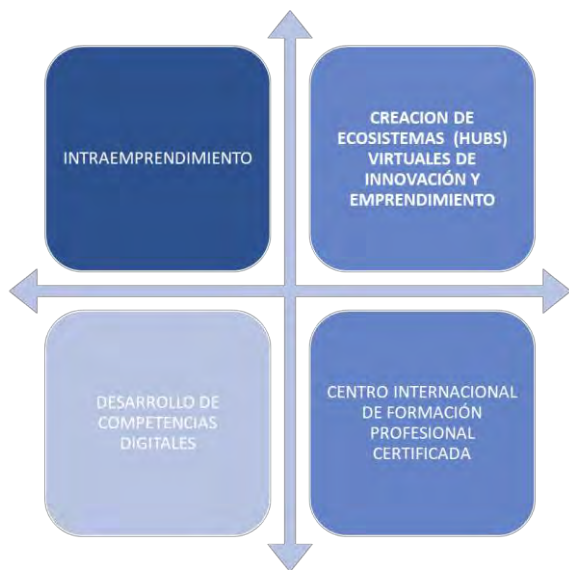 INTRAEMPRENDIMIENTO
CREACION DE
ECOSISTEMAS (HUBS)
VIRTUALES DE
INNOVACIÓN Y
EMPRENDIMIENTO
DESARROLLO DE
COMPETENCIAS
DIGITALES
CENTRO INTERNACIONAL
DE FORMACIÓN
PROFESIONAL
CERTIFICADA